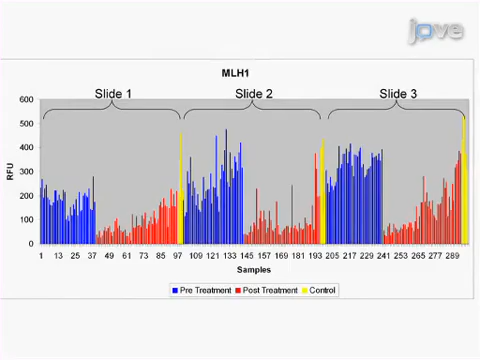 jove
MLH1
Slide 1 Slide 2 Slide 3
600
500
400
300
200
100
0
RFU
1 13 25 37 49 61 73 85 97 109 121 133 145 157 169 181 193 205 217 229 241 253 265 277 289
Samples
Pre Treatment Post Treatment Control